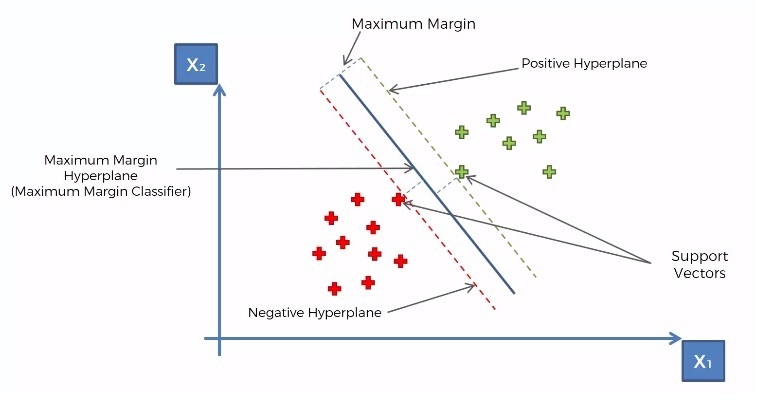 Maximum Margin
X₂
Positive Hyperplane
Maximum Margin
Hyperplane
(Maximum Margin Classifier)
Support
Vectors
Negative Hyperplane
X₁